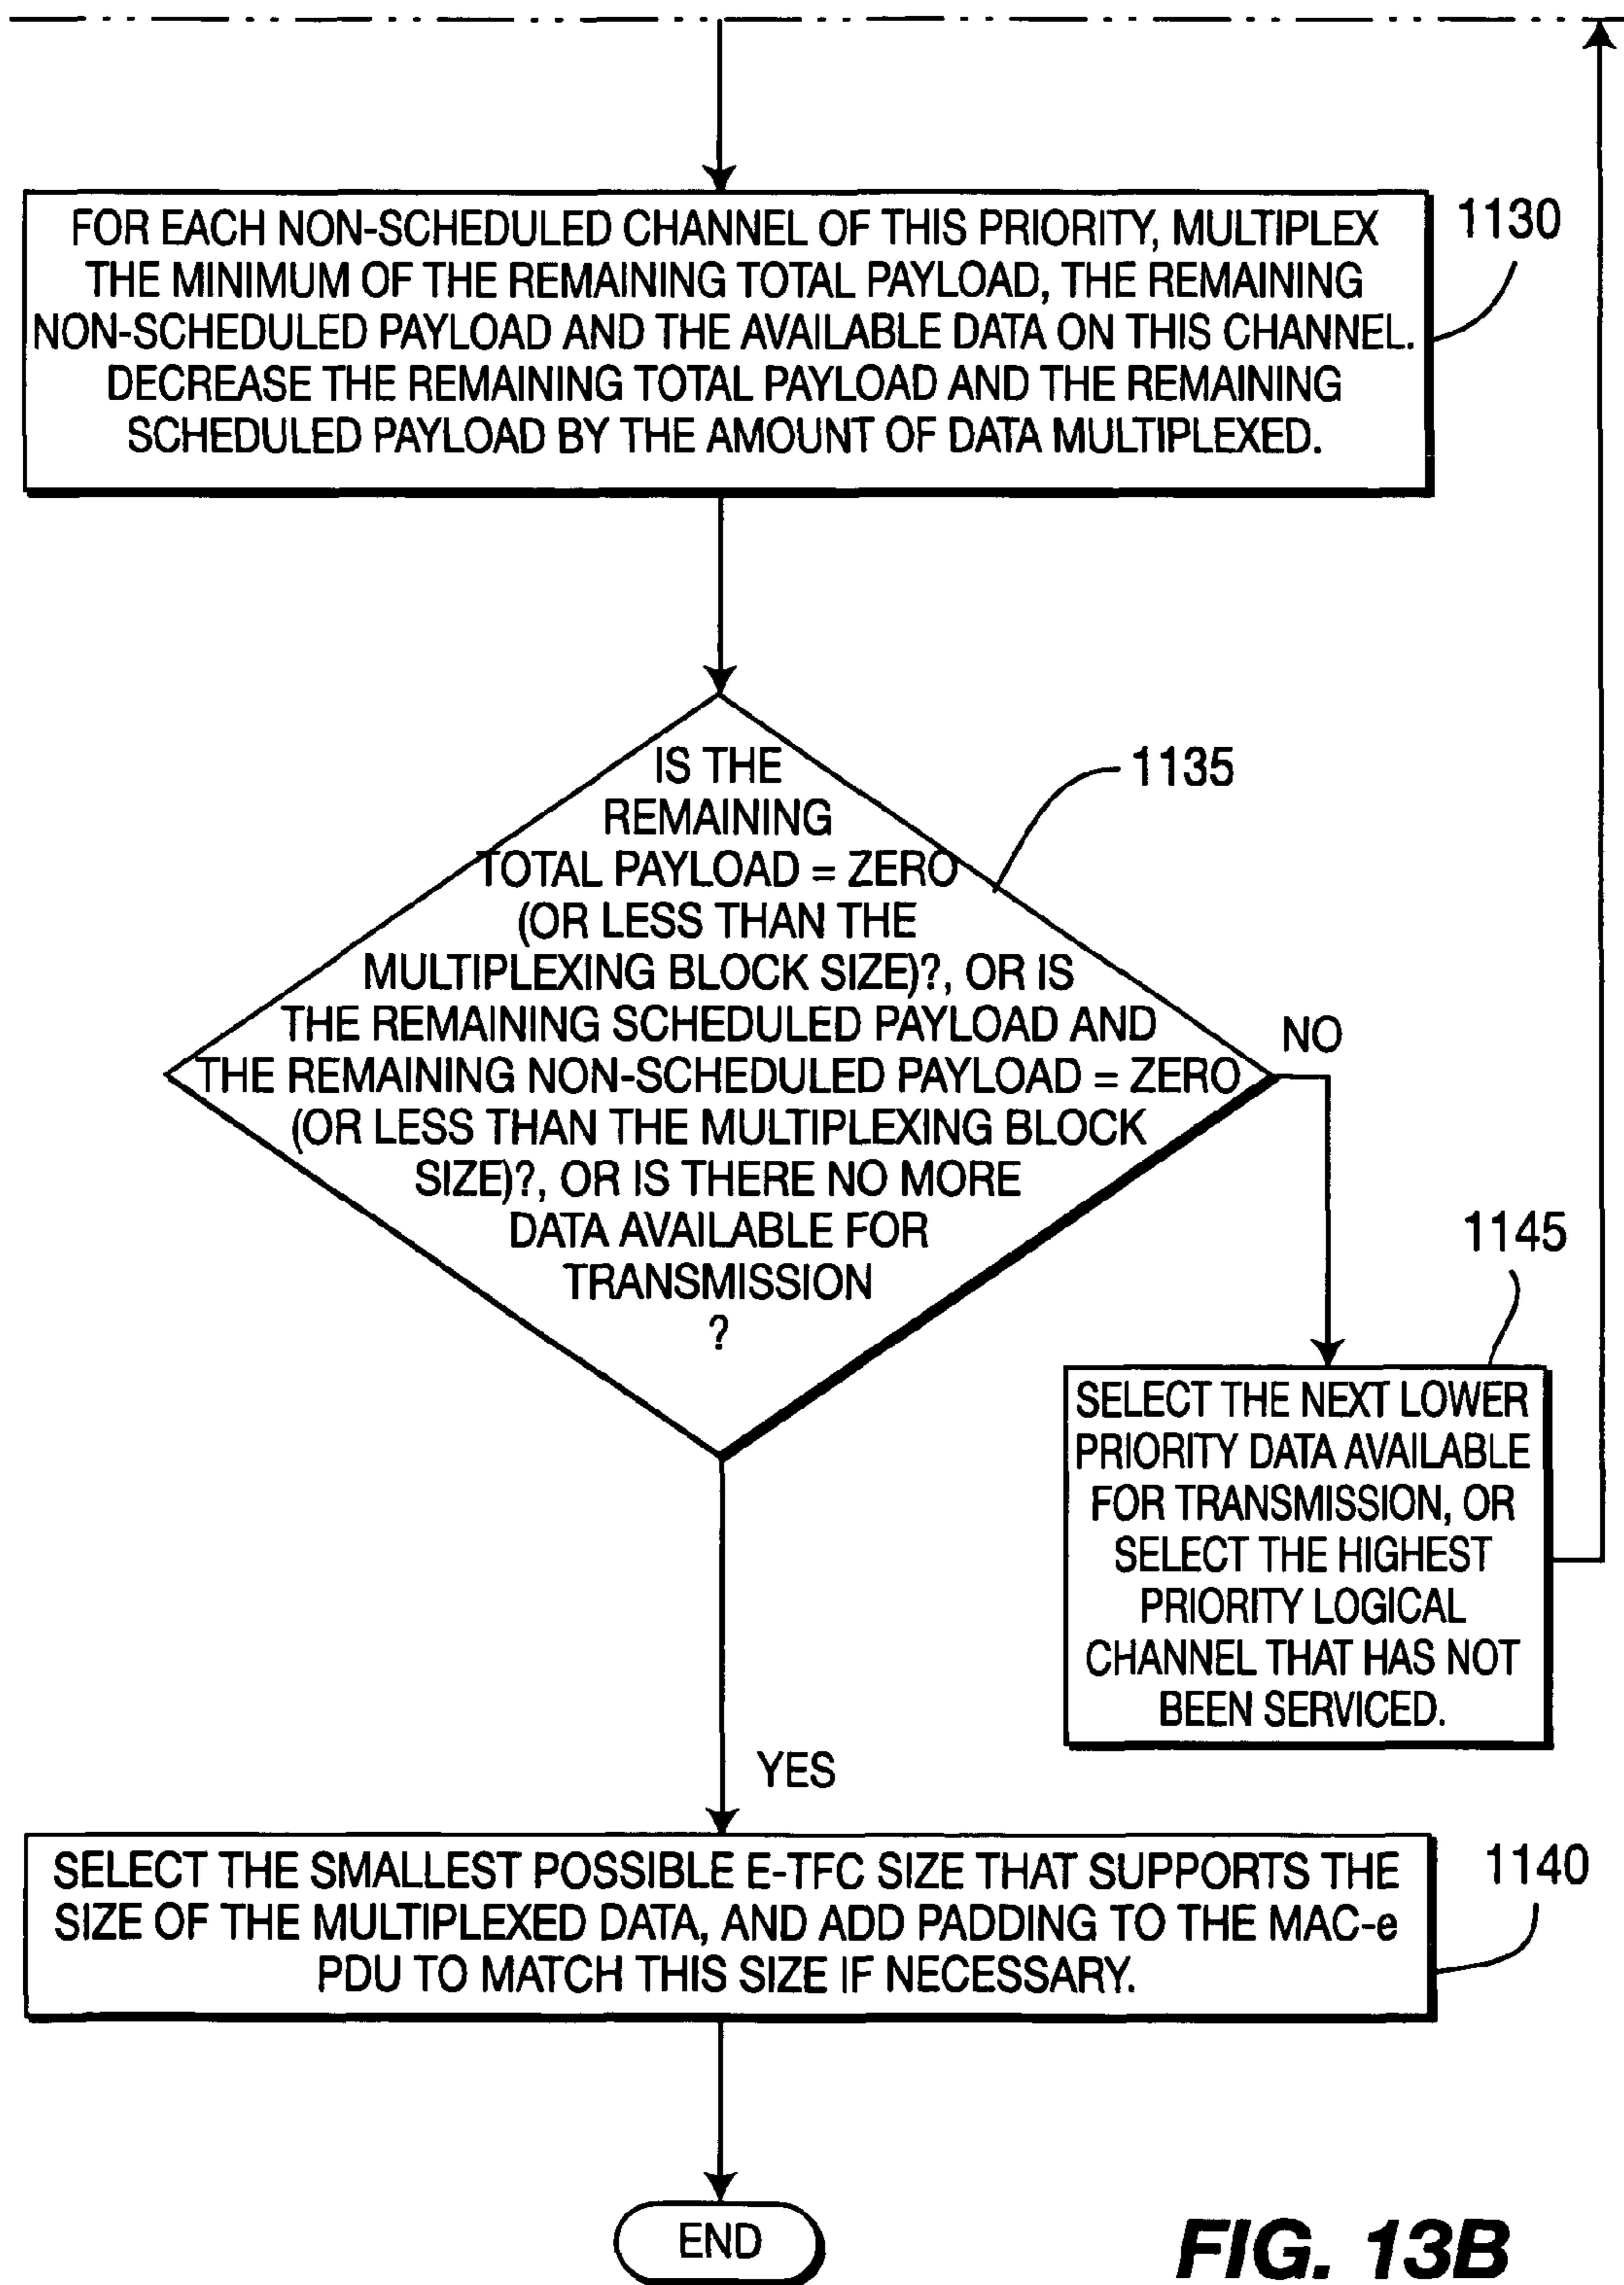 FOR EACH NON-SCHEDULED CHANNEL OF THIS PRIORITY, MULTIPLEX
THE MINIMUM OF THE REMAINING TOTAL PAYLOAD, THE REMAINING
NON-SCHEDULED PAYLOAD AND THE AVAILABLE DATA ON THIS CHANNEL.
DECREASE THE REMAINING TOTAL PAYLOAD AND THE REMAINING
SCHEDULED PAYLOAD BY THE AMOUNT OF DATA MULTIPLEXED.
1130
IS THE
REMAINING
TOTAL PAYLOAD = ZERO
(OR LESS THAN THE
MULTIPLEXING BLOCK SIZE)?, OR IS
THE REMAINING SCHEDULED PAYLOAD AND
THE REMAINING NON-SCHEDULED PAYLOAD = ZERO
(OR LESS THAN THE MULTIPLEXING BLOCK
SIZE)?, OR IS THERE NO MORE
DATA AVAILABLE FOR
TRANSMISSION
?
1135
NO
1145
SELECT THE NEXT LOWER
PRIORITY DATA AVAILABLE
FOR TRANSMISSION, OR
SELECT THE HIGHEST
PRIORITY LOGICAL
CHANNEL THAT HAS NOT
BEEN SERVICED.
YES
SELECT THE SMALLEST POSSIBLE E-TFC SIZE THAT SUPPORTS THE
SIZE OF THE MULTIPLEXED DATA, AND ADD PADDING TO THE MAC-e
PDU TO MATCH THIS SIZE IF NECESSARY.
1140
END
FIG. 13B